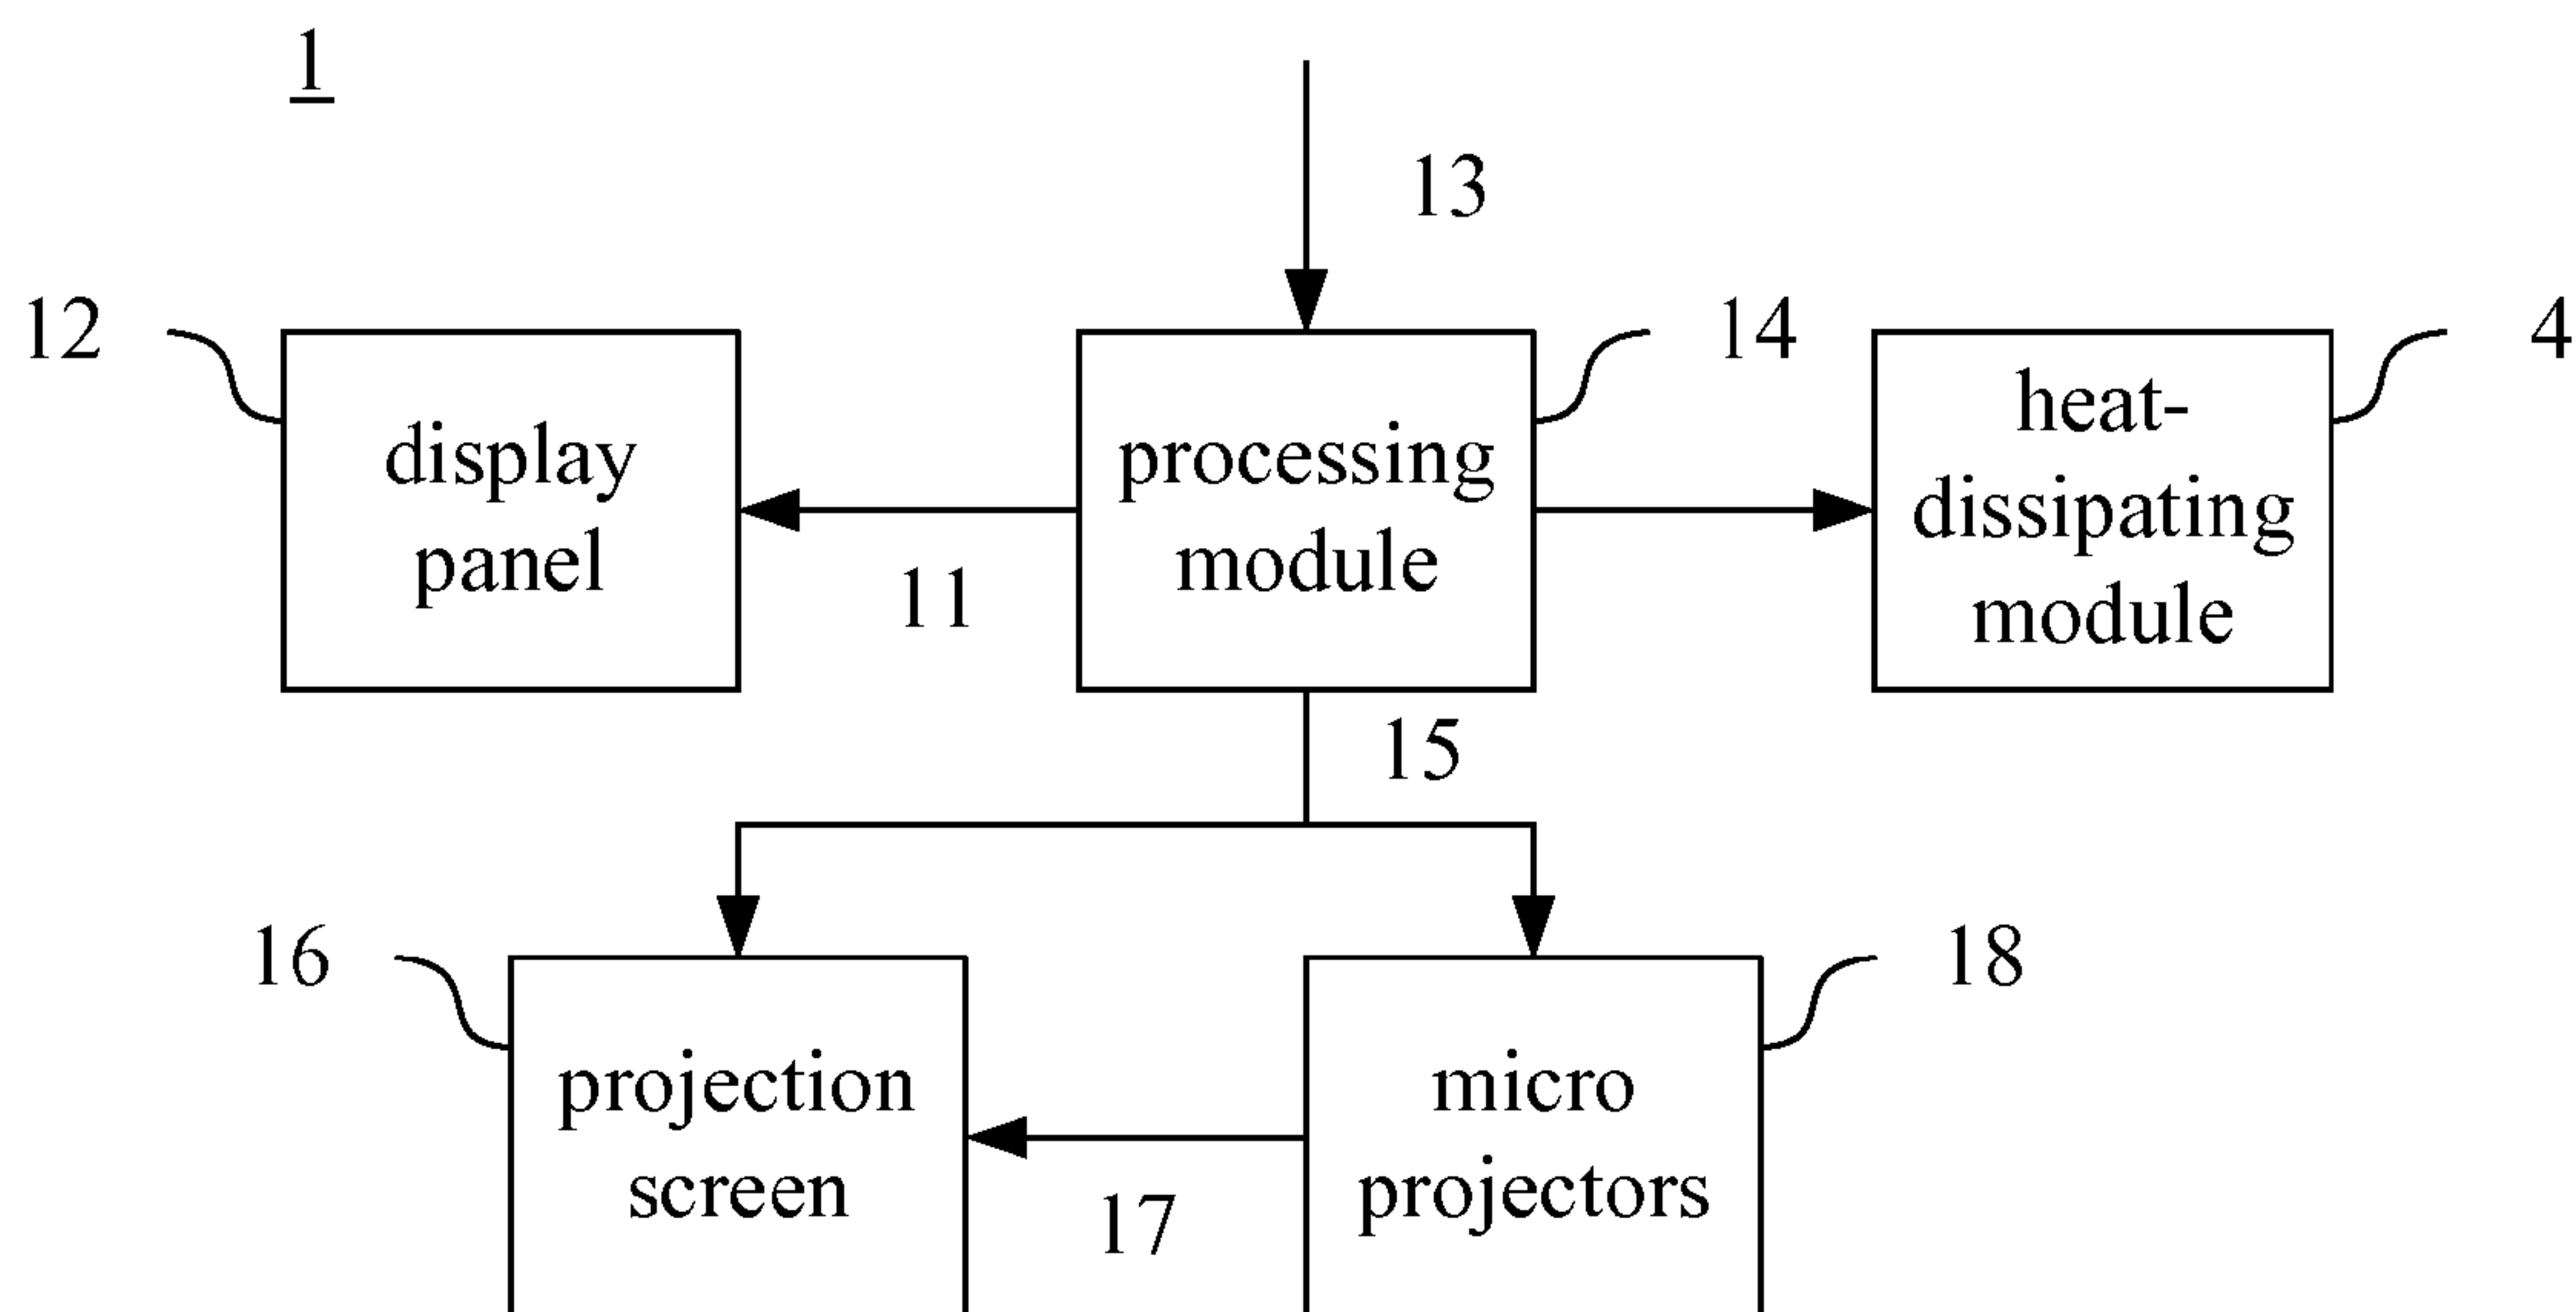 1
13
12
14
4
display
panel
11
processing
module
heat-
dissipating
module
15
16
18
projection
screen
17
micro
projectors